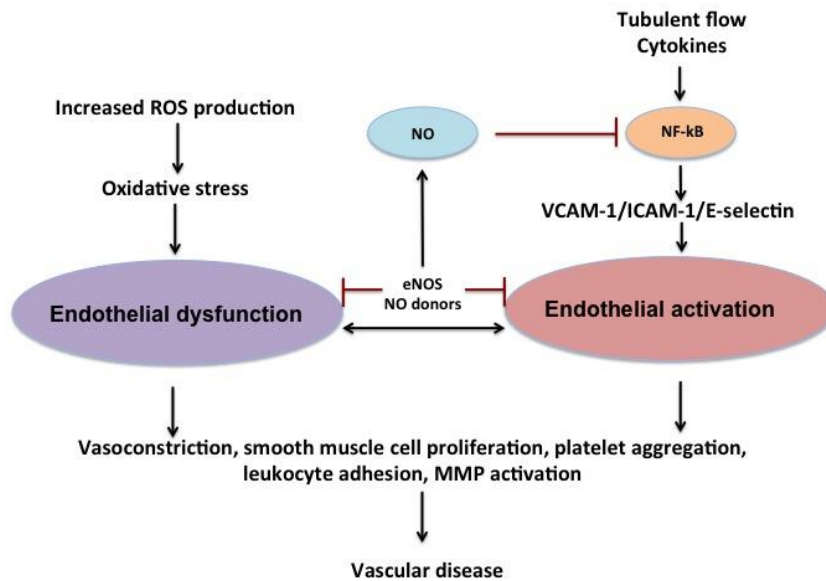 Tubulent flow
Cytokines
Increased ROS production
NO
NF-kB
Oxidative stress
VCAM-1/ICAM-1/E-selectin
eNOS
NO donors
Endothelial dysfunction
Endothelial activation
Vasoconstriction, smooth muscle cell proliferation, platelet aggregation,
leukocyte adhesion, MMP activation
Vascular disease